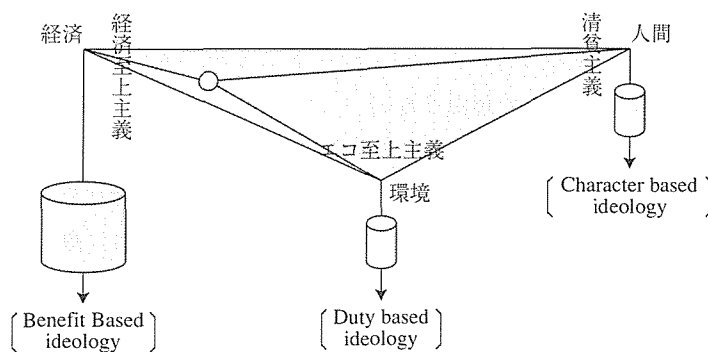 経済
経済至上主義
清貧主義
人間
エコ至上主義
環境
Character based
ideology
Benefit Based
ideology
Duty based
ideology